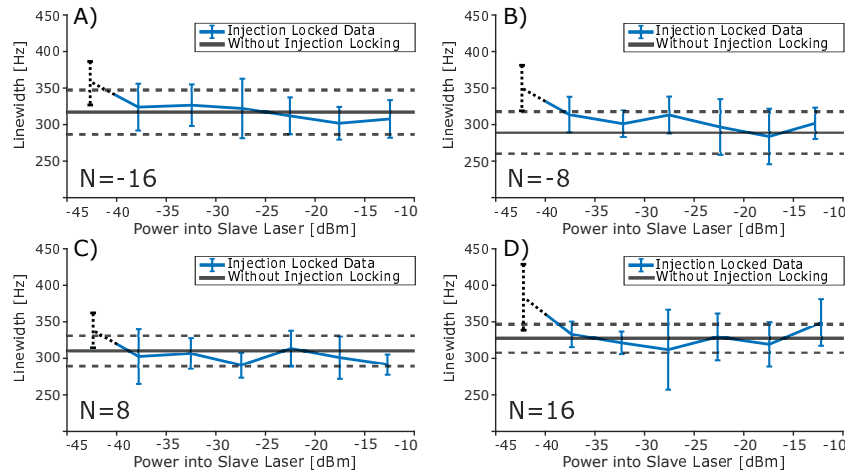 A)
B)
450
400
350
300
250
Linewidth [Hz]
Injection Locked Data
Without Injection Locking
N=-16
-45 -40 -35 -30 -25 -20 -15 -10
Power into Slave Laser [dBm]
450
400
350
300
250
Linewidth [Hz]
Injection Locked Data
Without Injection Locking
N=-8
-45 -40 -35 -30 -25 -20 -15 -10
Power into Slave Laser [dBm]
C)
D)
450
400
350
300
250
Linewidth [Hz]
Injection Locked Data
Without Injection Locking
N=8
-45 -40 -35 -30 -25 -20 -15 -10
Power into Slave Laser [dBm]
450
400
350
300
250
Linewidth [Hz]
Injection Locked Data
Without Injection Locking
N=16
-45 -40 -35 -30 -25 -20 -15 -10
Power into Slave Laser [dBm]